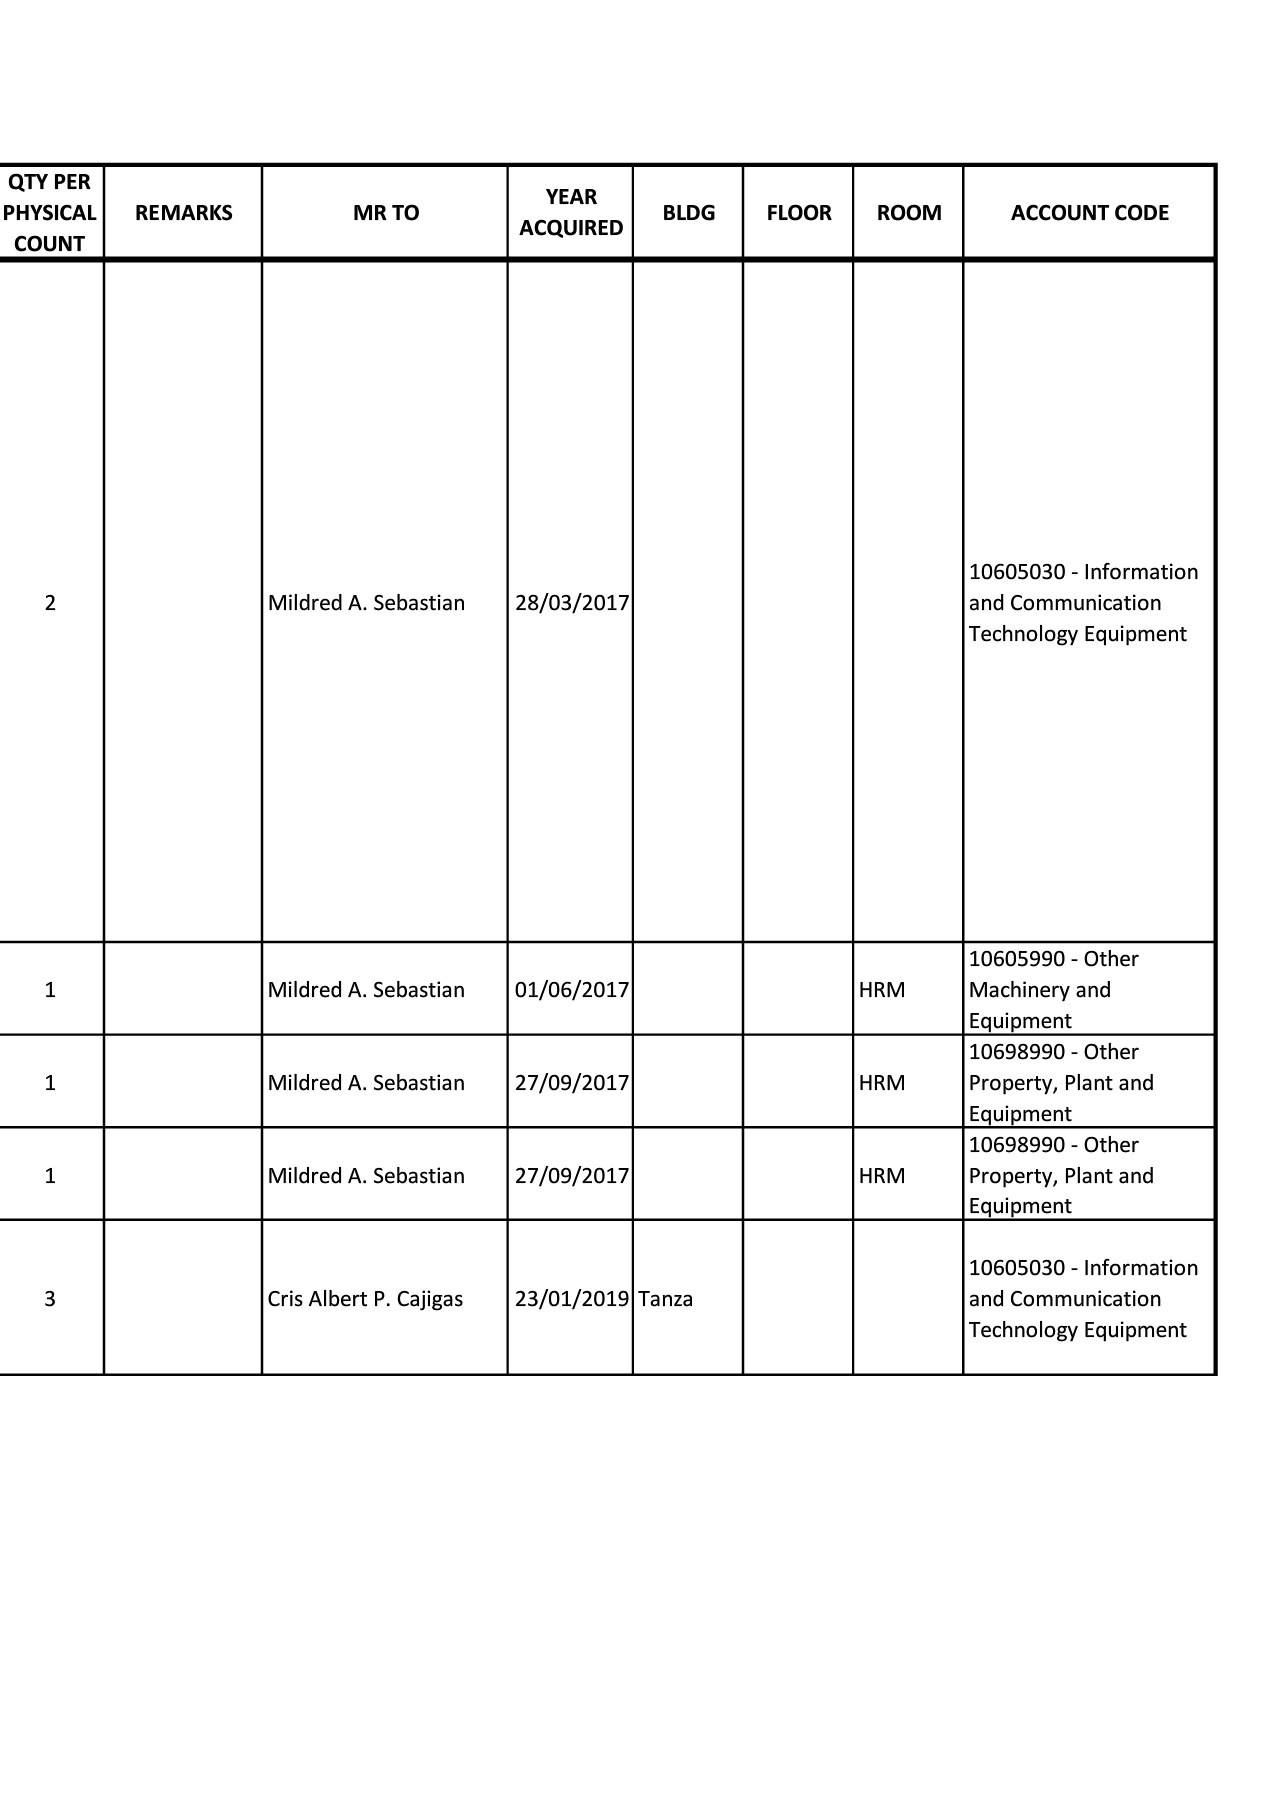 QTY PER
PHYSICAL
COUNT
REMARKS
MR TO
YEAR
ACQUIRED
BLDG
FLOOR
ROOM
ACCOUNT CODE
2
Mildred A. Sebastian
28/03/2017
10605030 - Information
and Communication
Technology Equipment
1
Mildred A. Sebastian
01/06/2017
HRM
10605990 - Other
Machinery and
Equipment
1
Mildred A. Sebastian
27/09/2017
HRM
10698990 - Other
Property, Plant and
Equipment
1
Mildred A. Sebastian
27/09/2017
HRM
10698990 - Other
Property, Plant and
Equipment
3
Cris Albert P. Cajigas
23/01/2019
Tanza
10605030 - Information
and Communication
Technology Equipment